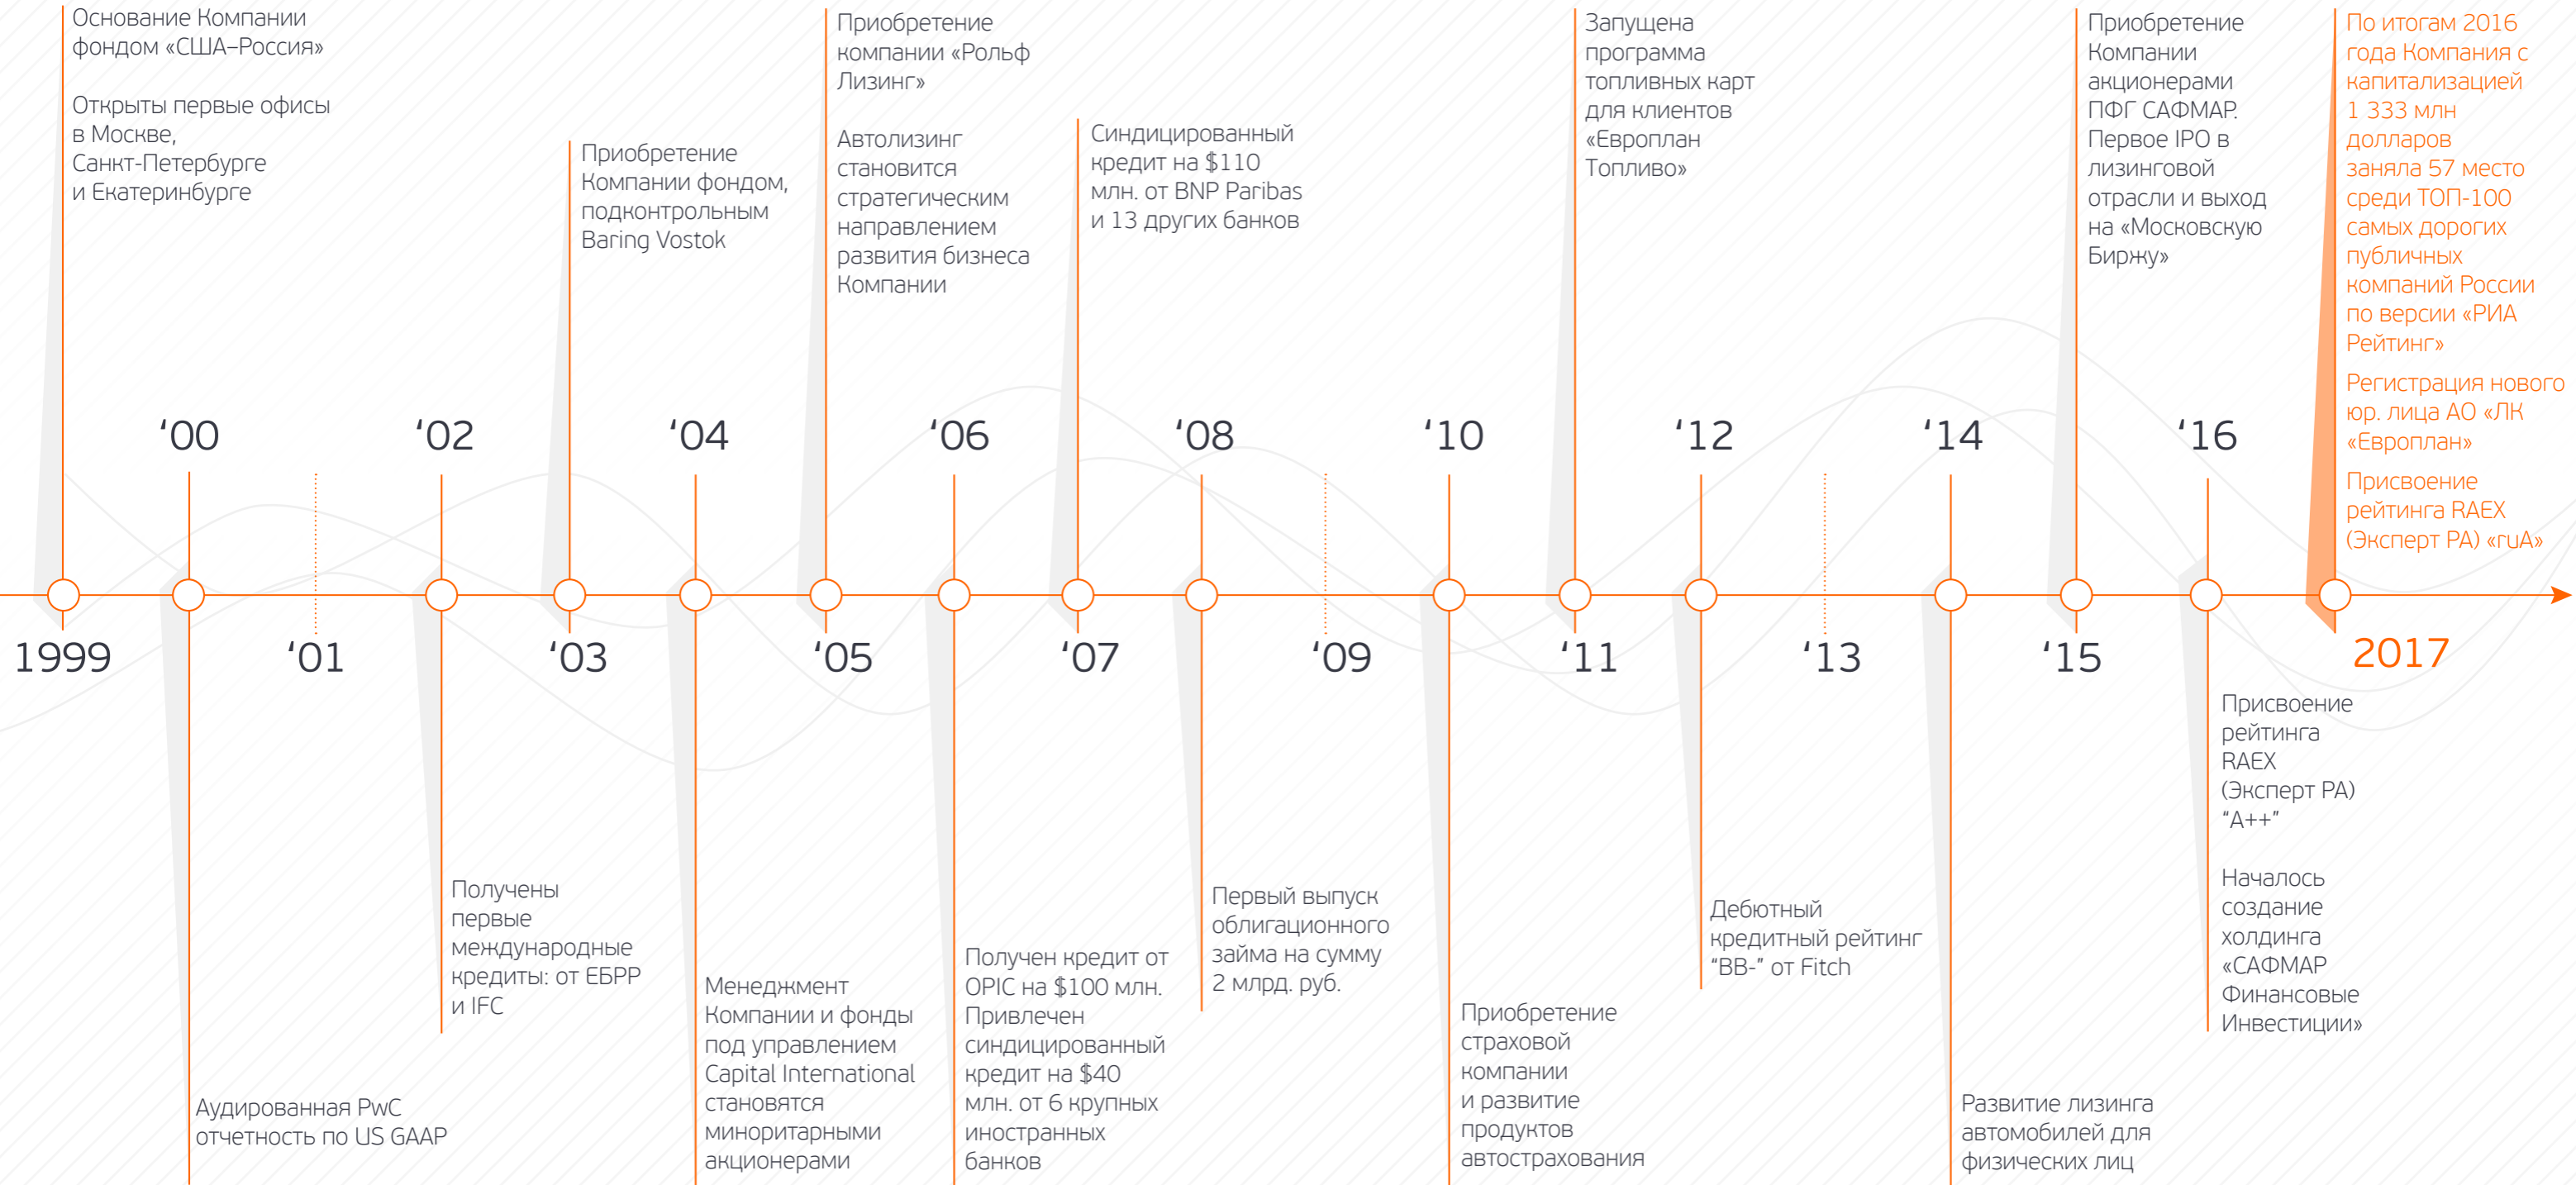 Основание Компании
фондом «США–Россия»
Открыты первые офисы
в Москве,
Санкт-Петербурге
и Екатеринбурге
Приобретение
Компании фондом,
подконтрольным
Baring Vostok
Приобретение
компании «Рольф
Лизинг»
Автолизинг
становится
стратегическим
направлением
развития бизнеса
Компании
Синдицированный
кредит на $110
млн. от BNP Paribas
и 13 других банков
Запущена
программа
топливных карт
для клиентов
«Европлан
Топливо»
Приобретение
Компании
акционерами
ПФГ САФМАР.
Первое IPO в
лизинговой
отрасли и выход
на «Московскую
Биржу»
По итогам 2016
года Компания с
капитализацией
1 333 млн
долларов
заняла 57 место
среди ТОП-100
самых дорогих
публичных
компаний России
по версии «РИА
Рейтинг»
Регистрация нового
юр. лица АО «ЛК
«Европлан»
Присвоение
рейтинга RAEX
(Эксперт РА) «ruA»
‘00
‘02
‘04
‘06
‘08
‘10
‘12
‘14
‘16
1999
‘01
‘03
‘05
‘07
‘09
‘11
‘13
‘15
2017
Аудированная PwC
отчетность по US GAAP
Получены
первые
международные
кредиты: от ЕБРР
и IFC
Менеджмент
Компании и фонды
под управлением
Capital International
становятся
миноритарными
акционерами
Получен кредит от
OPIC на $100 млн.
Привлечен
синдицированный
кредит на $40
млн. от 6 крупных
иностранных
банков
Первый выпуск
облигационного
займа на сумму
2 млрд. руб.
Приобретение
страховой
компании
и развитие
продуктов
автострахования
Дебютный
кредитный рейтинг
“BB-” от Fitch
Развитие лизинга
автомобилей для
физических лиц
Присвоение
рейтинга
RAEX
(Эксперт РА)
“А++”
Началось
создание
холдинга
«САФМАР
Финансовые
Инвестиции»